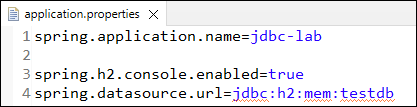 application.properties
1 spring.application.name=jdbc-lab
2
3 spring.h2.console.enabled=true
4 spring.datasource.url=jdbc:h2:mem:testdb